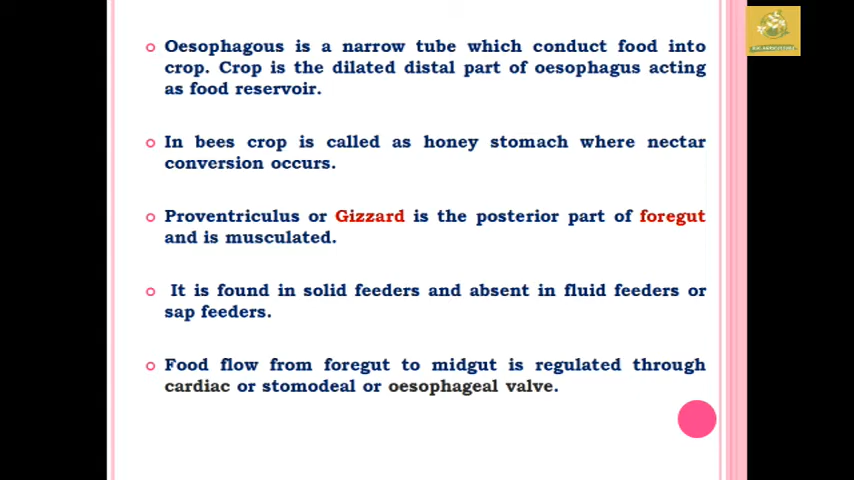 Oesophagous is a narrow tube which conduct food into
crop. Crop is the dilated distal part of oesophagus acting
as food reservoir.
In bees crop is called as honey stomach where nectar
conversion occurs.
Proventriculus or Gizzard is the posterior part of foregut
and is musculated.
It is found in solid feeders and absent in fluid feeders or
sap feeders.
Food flow from foregut to midgut is regulated through
cardiac or stomodeal or oesophageal valve.